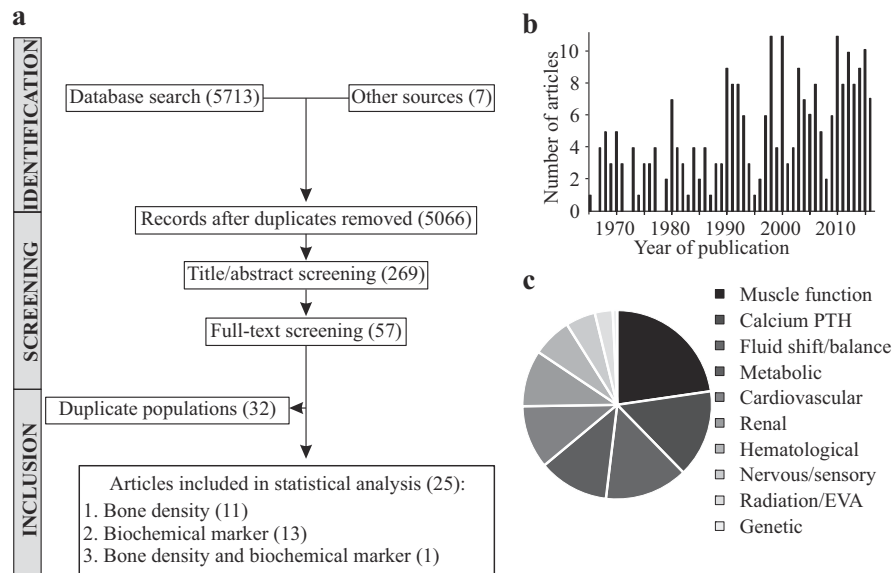 a
IDENTIFICATION
Database search (5713)
Other sources (7)
Records after duplicates removed (5066)
SCREENING
Title/abstract screening (269)
Full-text screening (57)
INCLUSION
Duplicate populations (32)
Articles included in statistical analysis (25):
1. Bone density (11)
2. Biochemical marker (13)
3. Bone density and biochemical marker (1)
b
Number of articles
10
8
6
4
2
0
1970 1980 1990 2000 2010
Year of publication
c
Muscle function
Calcium PTH
Fluid shift/balance
Metabolic
Cardiovascular
Renal
Hematological
Nervous/sensory
Radiation/EVA
Genetic